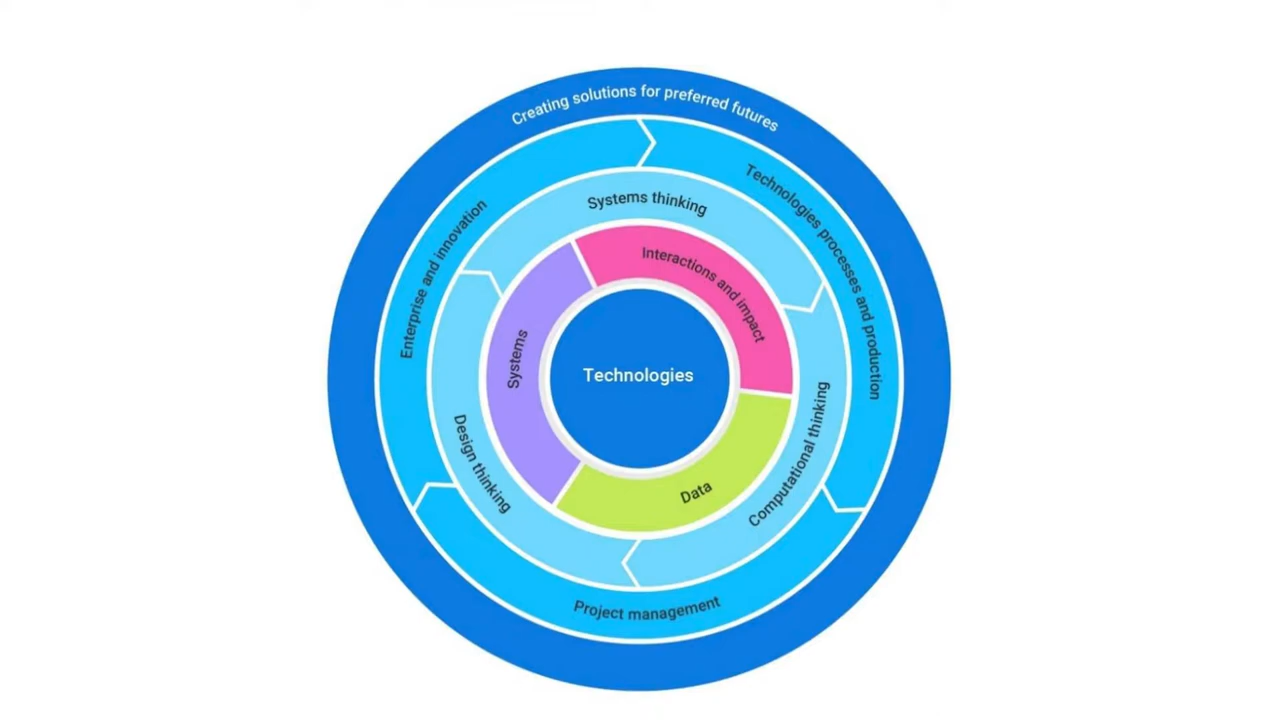 Creating solutions for preferred futures
Enterprise and innovation
Technologies processes and production
Project management
Systems thinking
Design thinking
Computational thinking
Systems
Interactions and impact
Data
Technologies